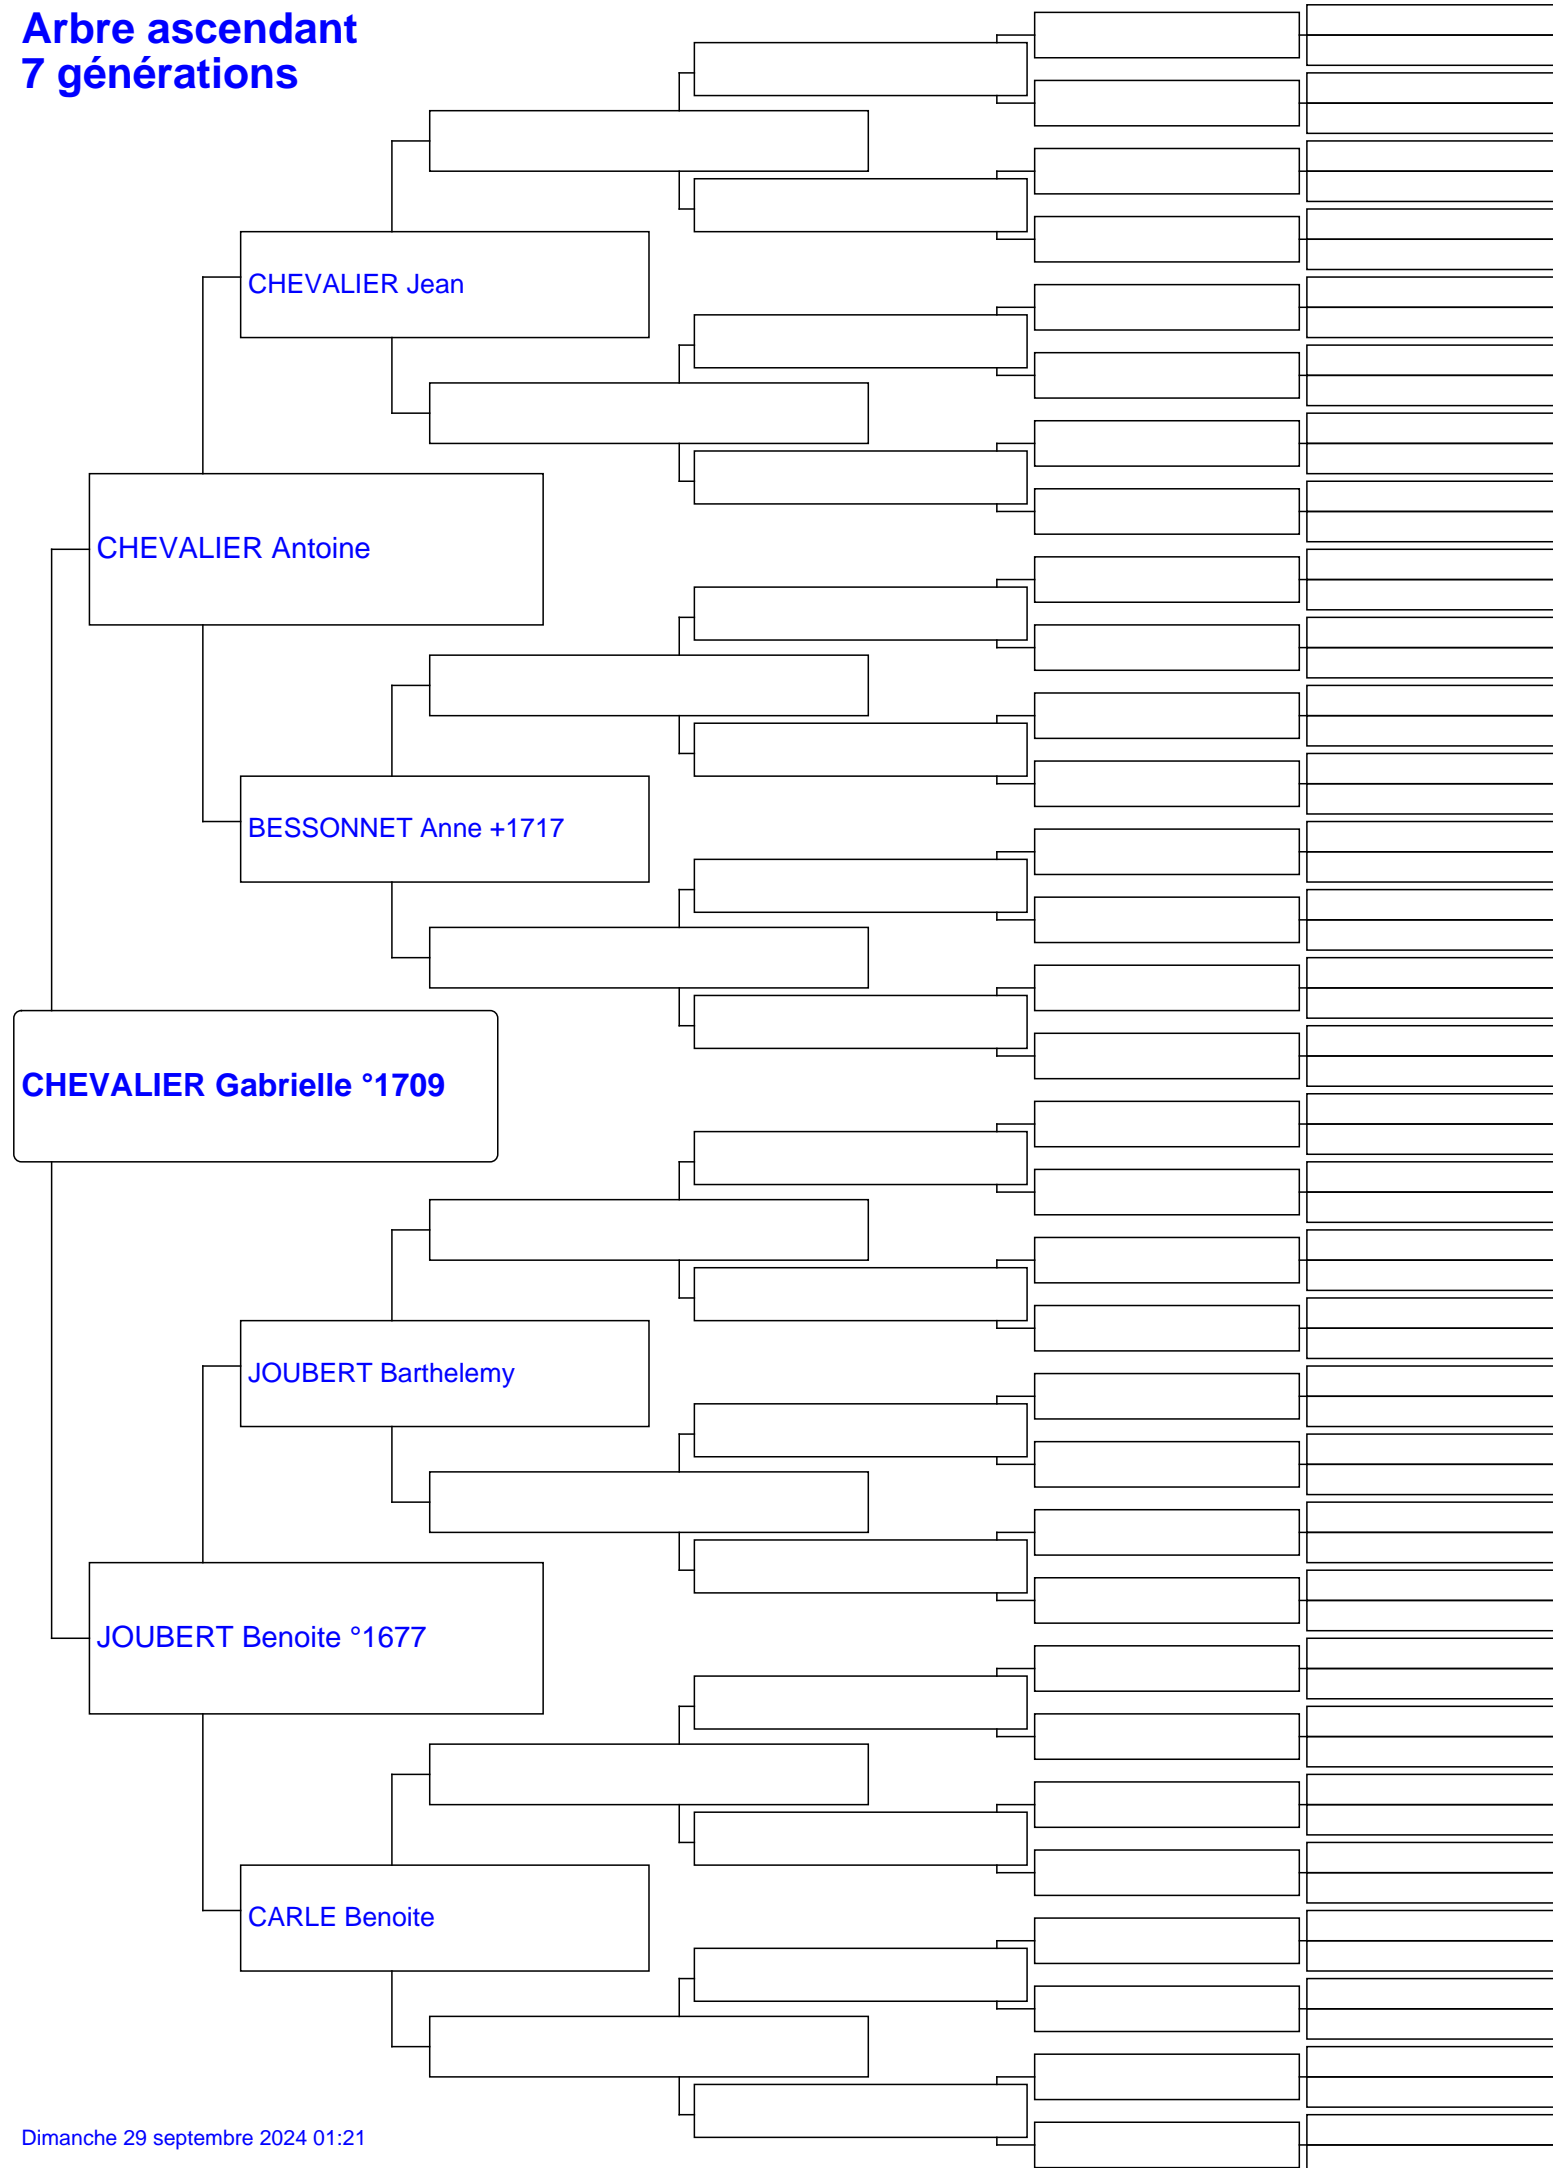 Arbre ascendant
7 générations
CHEVALIER Jean
CHEVALIER Antoine
BESSONNET Anne +1717
CHEVALIER Gabrielle °1709
JOUBERT Barthelemy
JOUBERT Benoite °1677
CARLE Benoite
Dimanche 29 septembre 2024 01:21